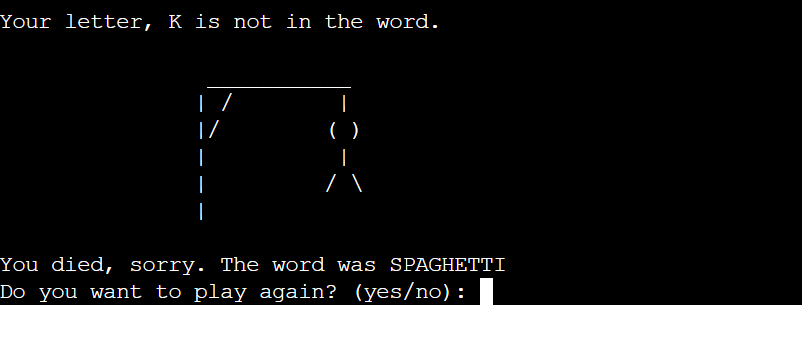 Your letter, K is not in the word.
You died, sorry. The word was SPAGHETTI
Do you want to play again? (yes/no):